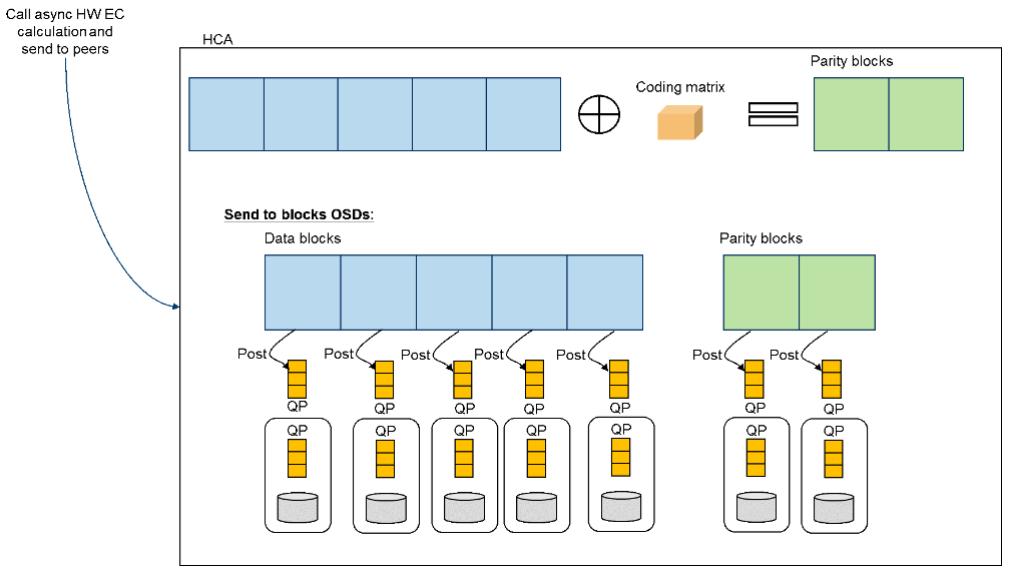 Call async HW EC
calculation and
send to peers
HCA
Parity blocks
Coding matrix
Send to blocks OSDs:
Data blocks
Parity blocks
Post
Post
Post
Post
Post
Post
Post
QP
QP
QP
QP
QP
QP
QP
QP
QP
QP
QP
QP
QP
QP